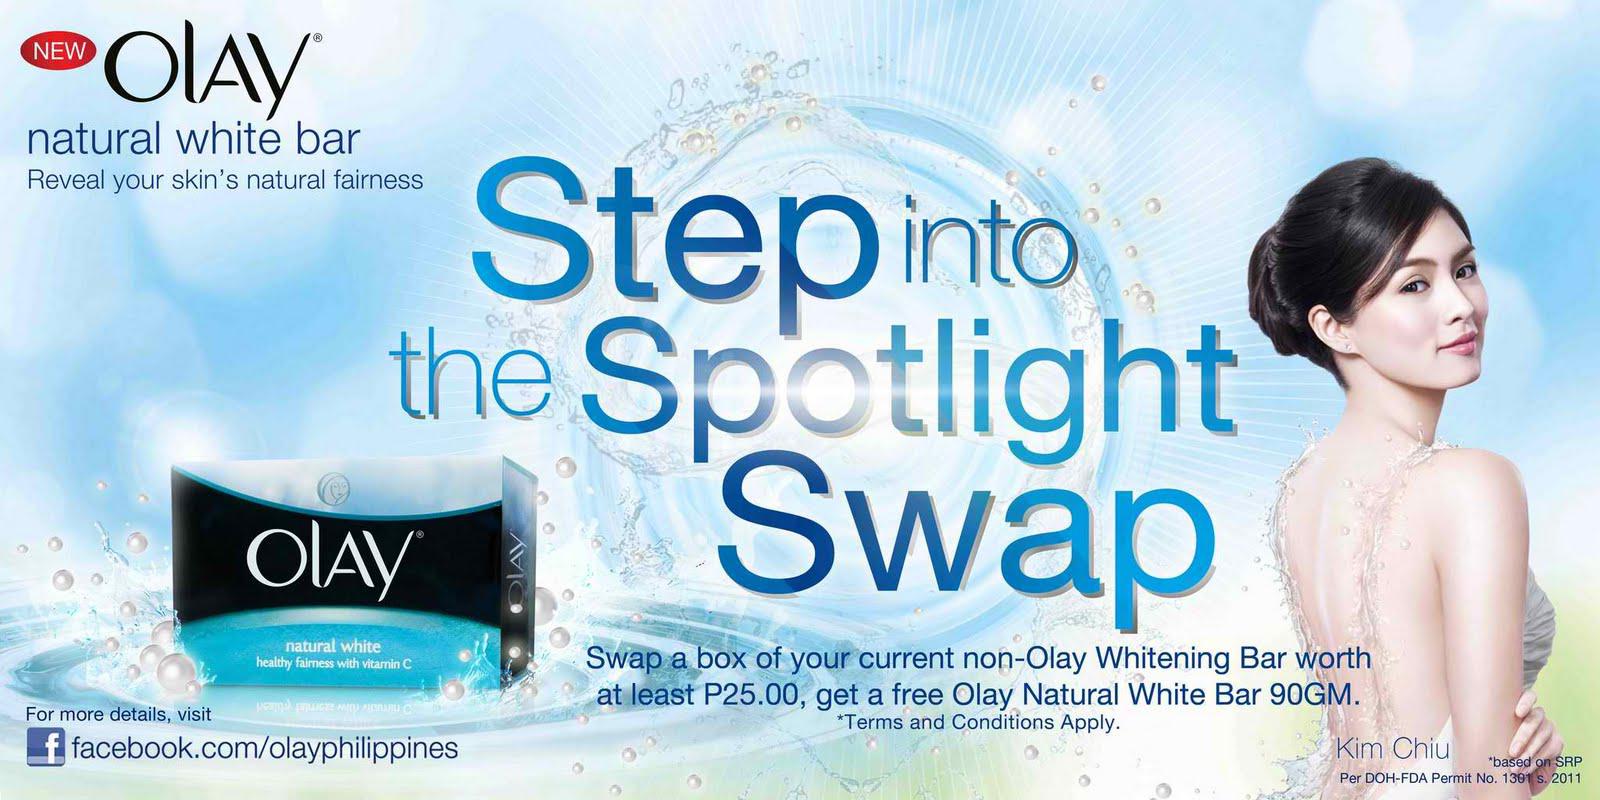 NEW OLAY®
natural white bar
Reveal your skin's natural fairness
Step into
the Spotlight
Swap
OLAY®
OLAY
natural white
healthy fairness with vitamin C
Swap a box of your current non-Olay Whitening Bar worth
at least P25.00, get a free Olay Natural White Bar 90GM.
*Terms and Conditions Apply.
For more details, visit
facebook.com/olayphilippines
Kim Chiu
*based on SRP
Per DOH-FDA Permit No. 1301 s. 2011